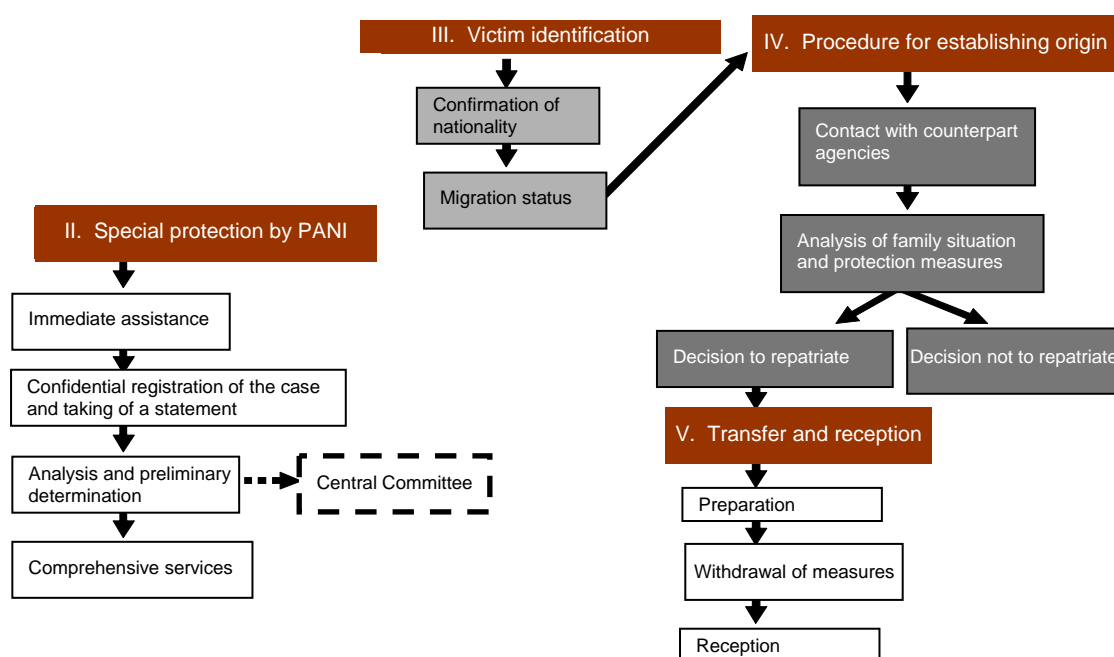 III. Victim identification
Confirmation of
nationality
Migration status
IV. Procedure for establishing origin
Contact with counterpart
agencies
Analysis of family situation
and protection measures
Decision to repatriate
Decision not to repatriate
V. Transfer and reception
Preparation
Withdrawal of measures
Reception
II. Special protection by PANI
Immediate assistance
Confidential registration of the case
and taking of a statement
Analysis and preliminary
determination
Central Committee
Comprehensive services